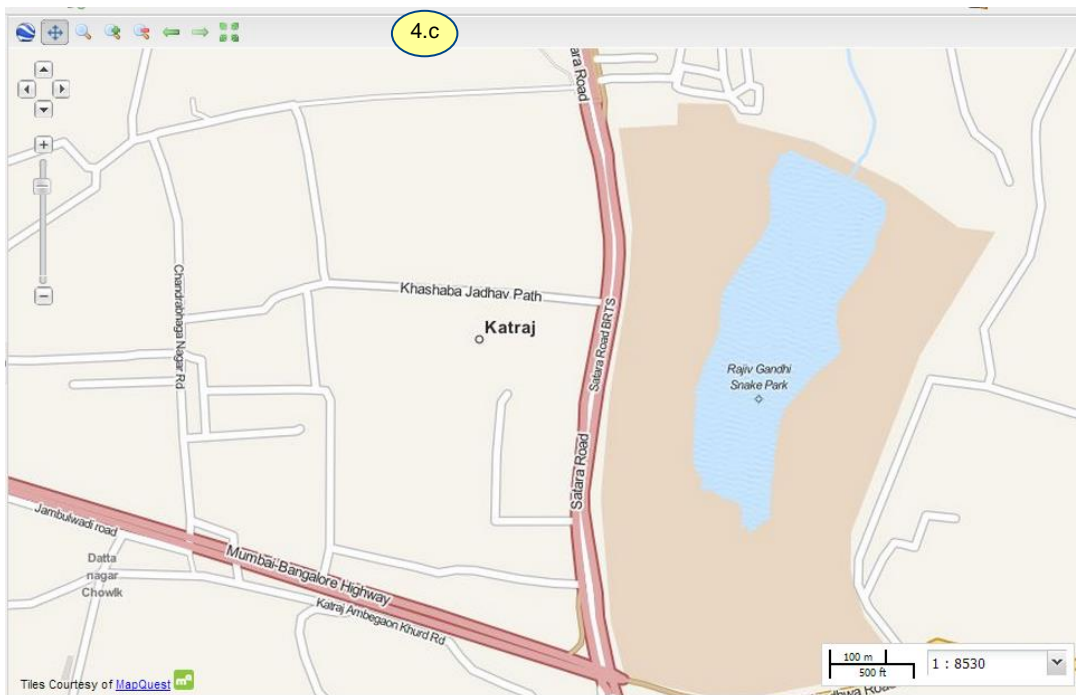 4.c
ara Road
Chandrabhaga Nagar Rd
Khashaba Jadhav Path
Katraj
Satara Road BRTS
Rajiv Gandhi
Snake Park
Satara Road
Jambulwadi road
Datta
nagar
Chowk
Mumbai-Bangalore Highway
Katraj Ambegaon Khurd Rd
100 m
500 ft
1 : 8530
dhwa Road
Tiles Courtesy of MapQuest